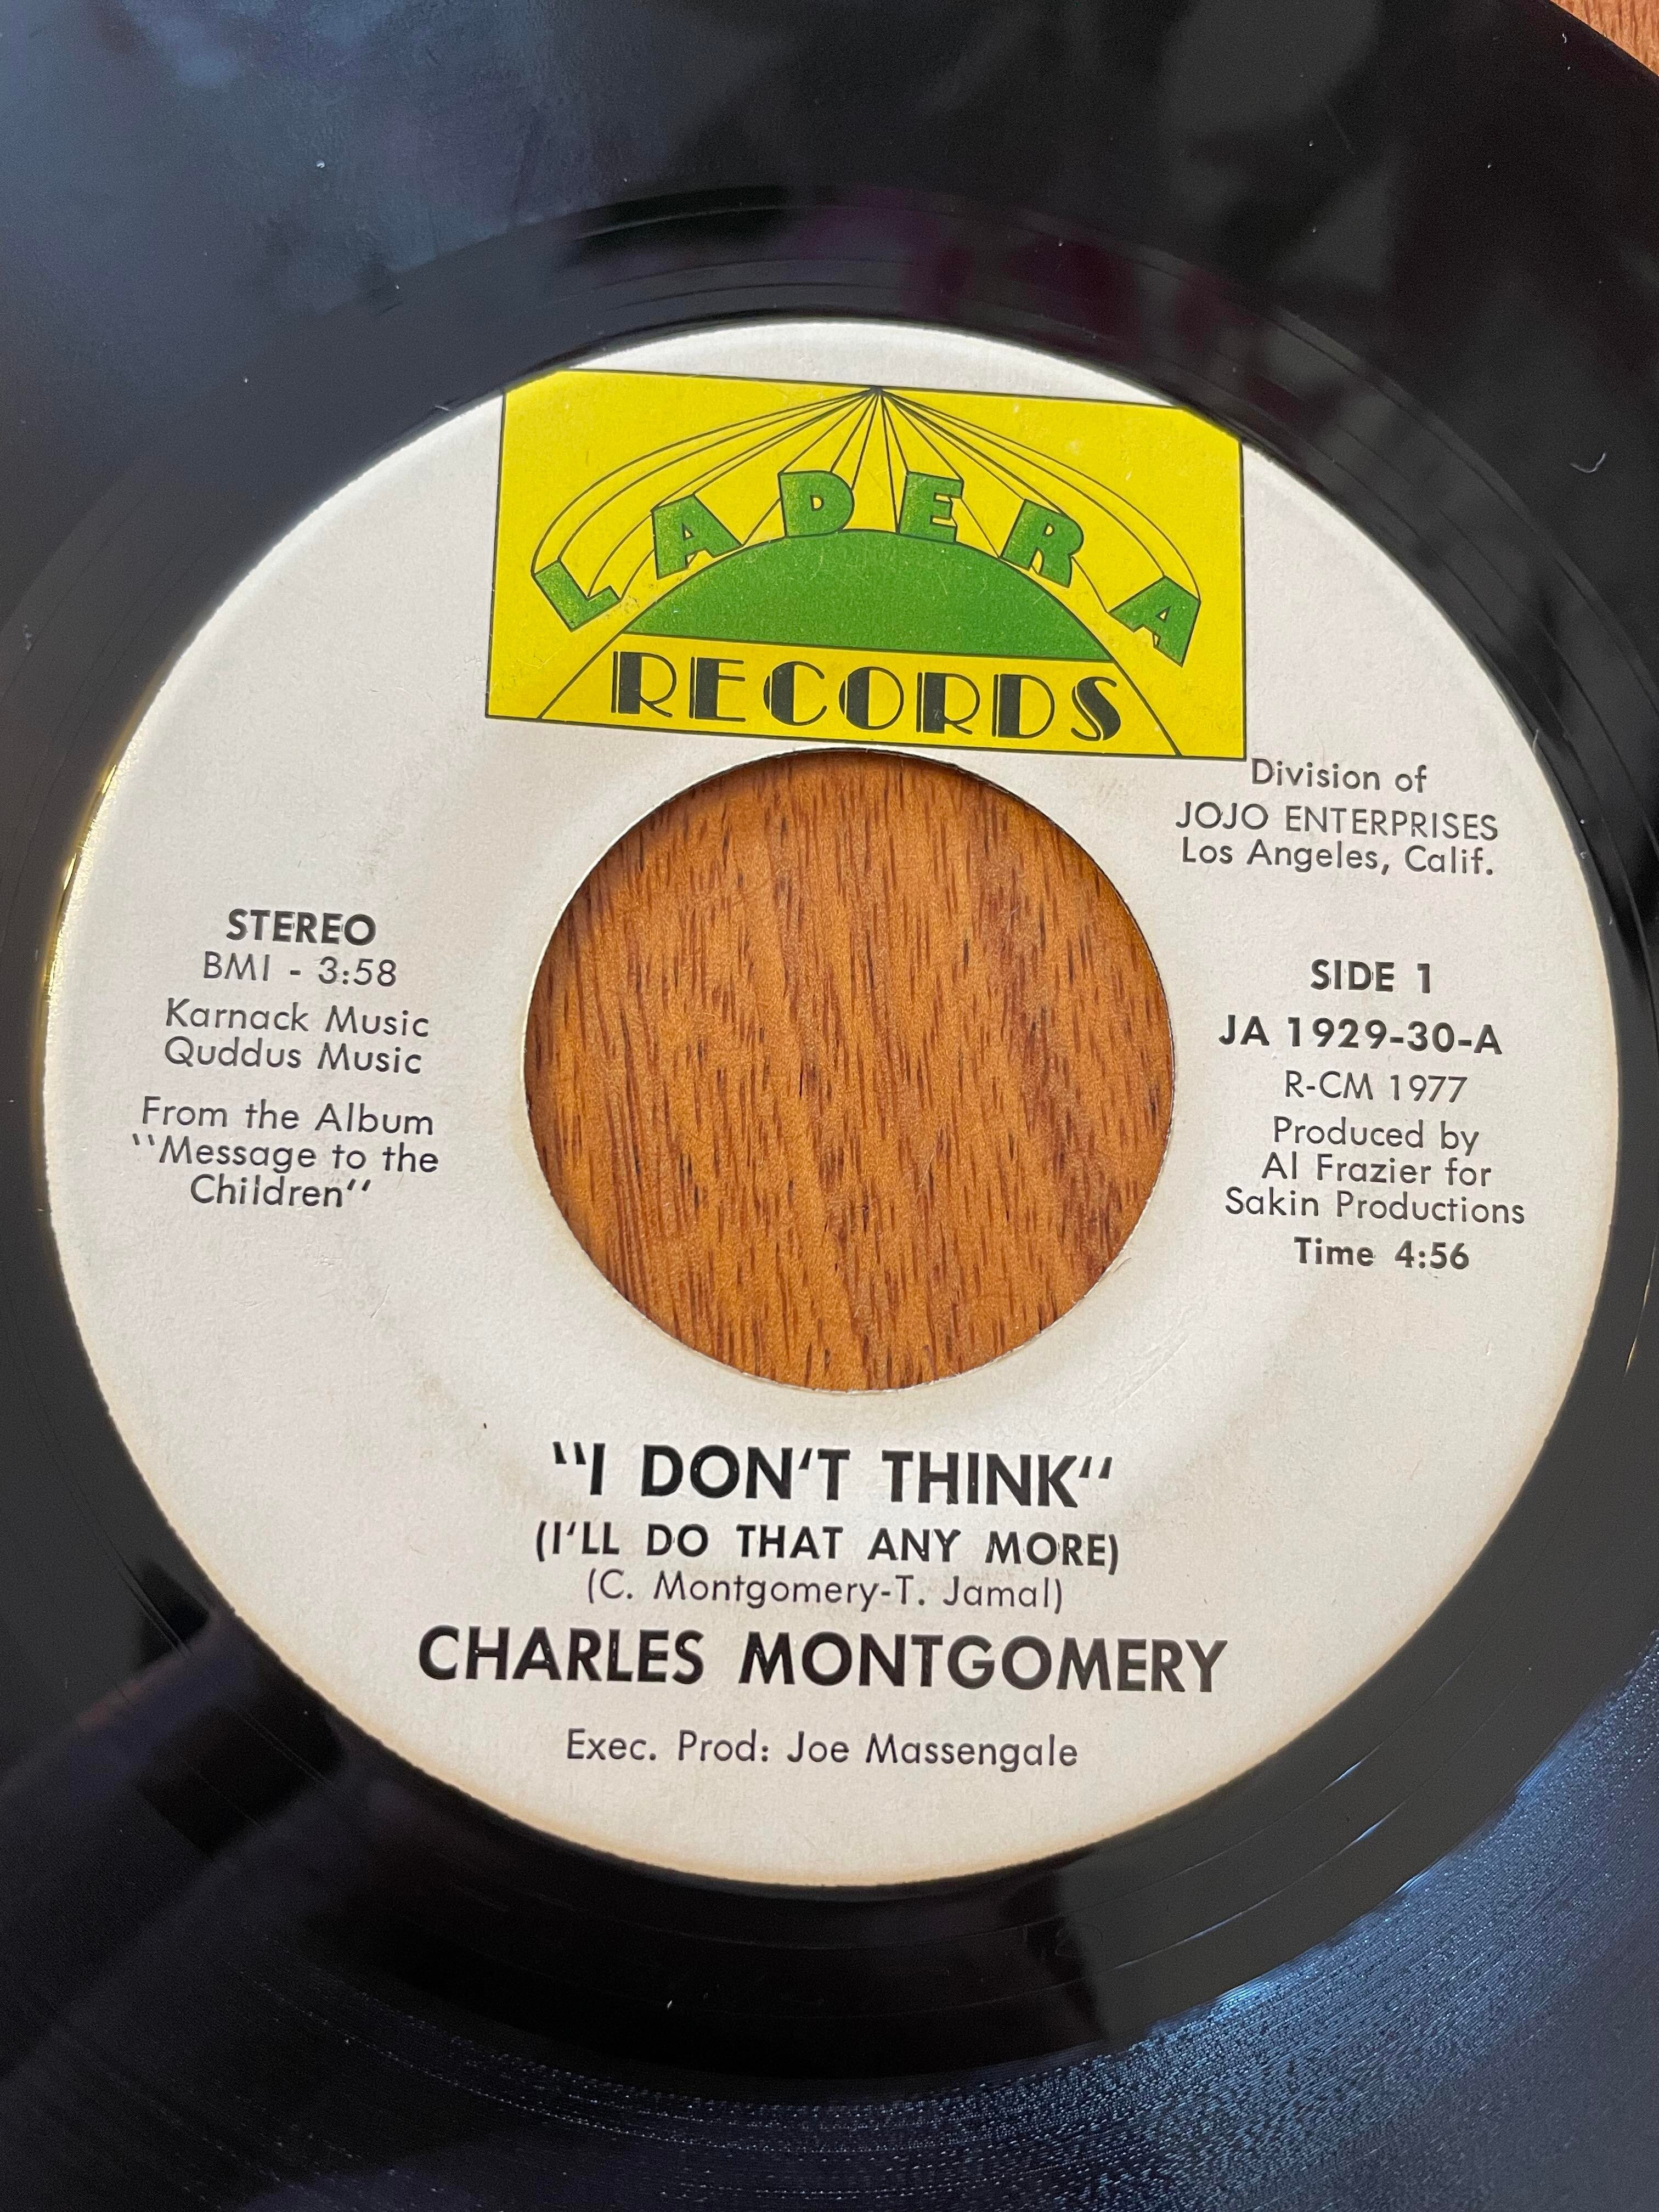 LADERA
RECORDS
Division of
JOJO ENTERPRISES
Los Angeles, Calif.
STEREO
BMI - 3:58
Karnack Music
Quddus Music
From the Album
"Message to the
Children"
SIDE 1
JA 1929-30-A
R-CM 1977
Produced by
Al Frazier for
Sakin Productions
Time 4:56
"I DON'T THINK"
(I'LL DO THAT ANY MORE)
(C. Montgomery-T. Jamal)
CHARLES MONTGOMERY
Exec. Prod: Joe Massengale